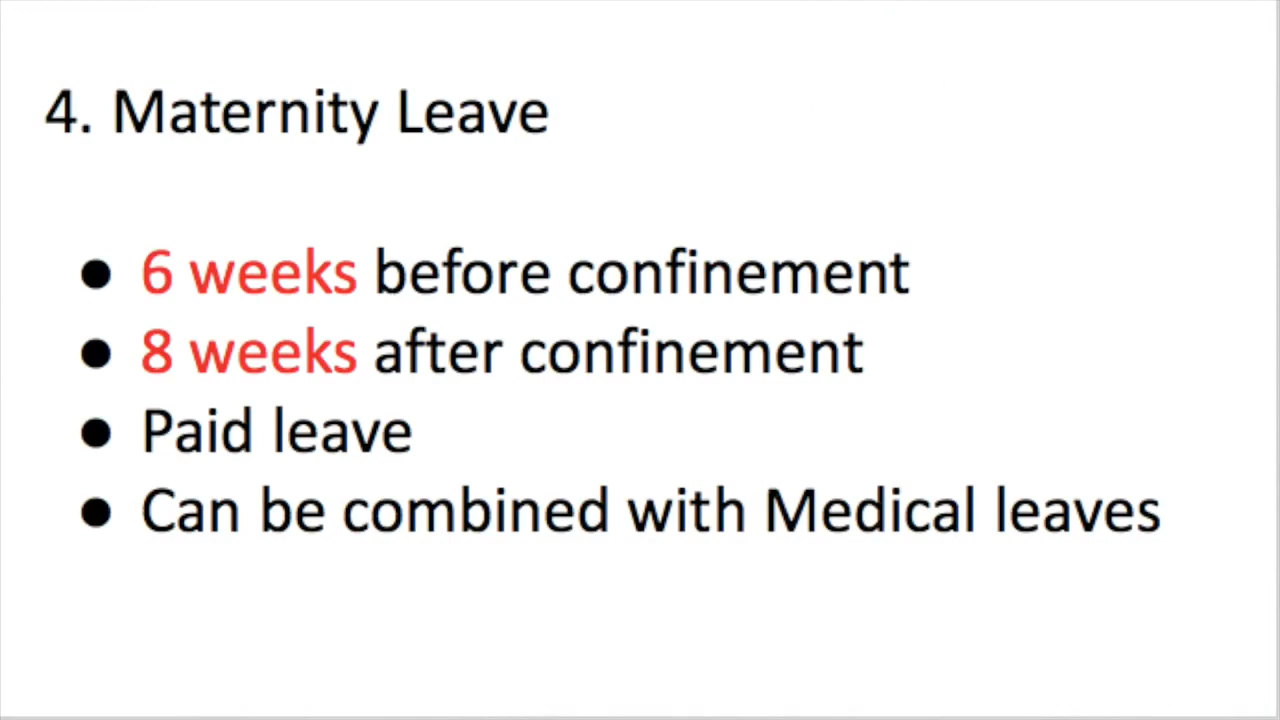 4. Maternity Leave
● 6 weeks before confinement
● 8 weeks after confinement
● Paid leave
● Can be combined with Medical leaves